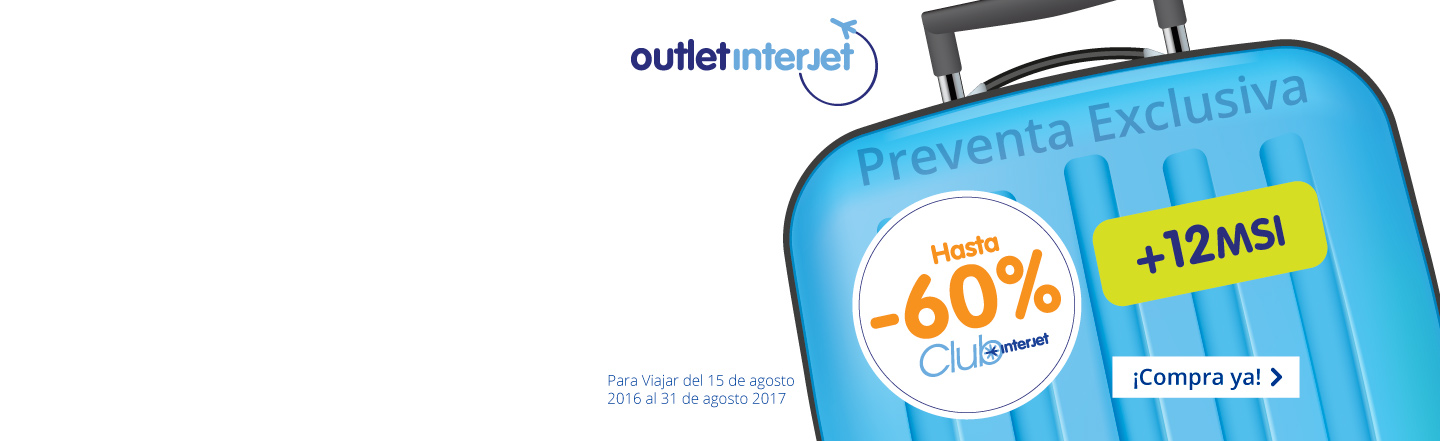 outlet interjet
Preventa Exclusiva
Hasta
-60%
Club interjet
+12MSI
Para Viajar del 15 de agosto
2016 al 31 de agosto 2017
¡Compra ya!